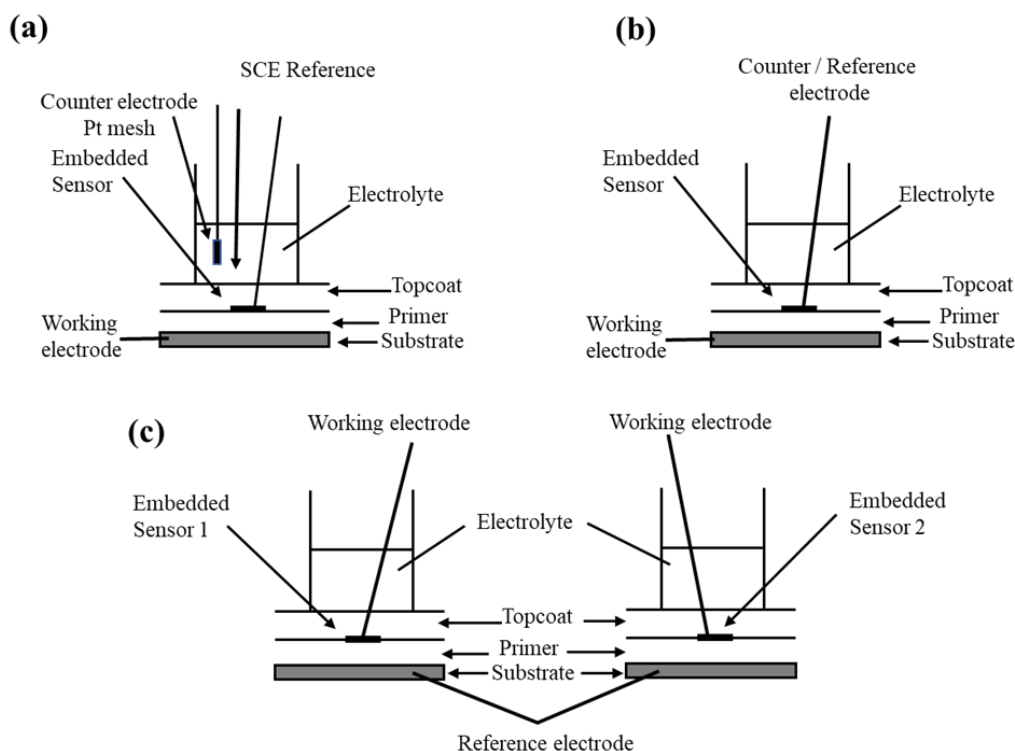 (a)
SCE Reference
Counter electrode
Pt mesh
Embedded
Sensor
Electrolyte
Topcoat
Primer
Working
electrode
Substrate
(b)
Counter / Reference
electrode
Embedded
Sensor
Electrolyte
Topcoat
Primer
Working
electrode
Substrate
(c)
Working electrode
Working electrode
Embedded
Sensor 1
Electrolyte
Embedded
Sensor 2
Topcoat
Primer
Substrate
Reference electrode